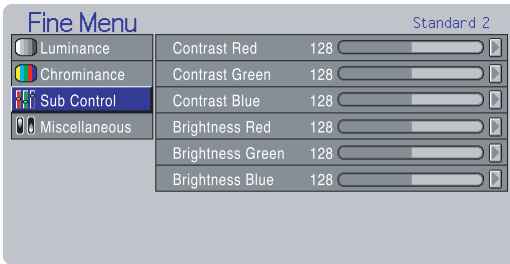 Fine Menu
Standard 2
Luminance
Chrominance
Sub Control
Miscellaneous
Contrast Red 128
Contrast Green 128
Contrast Blue 128
Brightness Red 128
Brightness Green 128
Brightness Blue 128